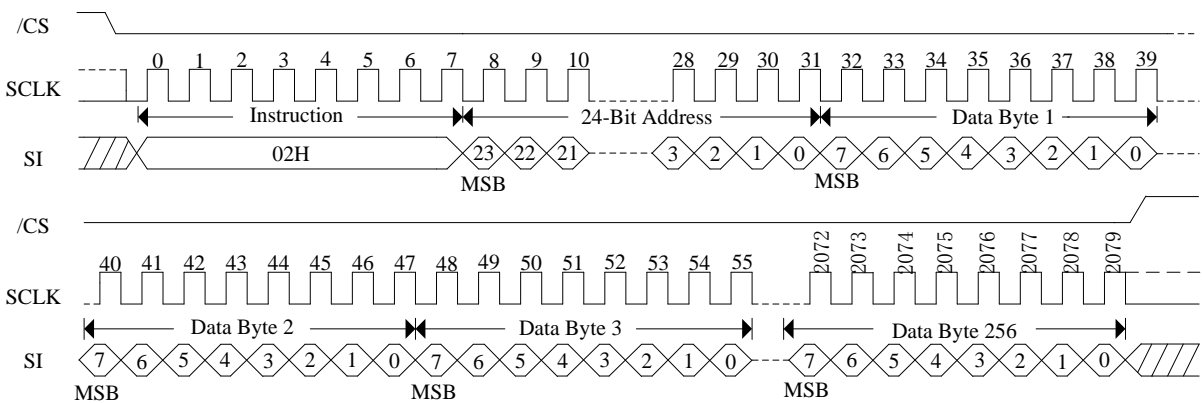 /CS
0 1 2 3 4 5 6 7 8 9 10 28 29 30 31 32 33 34 35 36 37 38 39
SCLK
Instruction 24-Bit Address Data Byte 1
SI 02H 23 22 21 3 2 1 0 7 6 5 4 3 2 1 0
MSB MSB
/CS
40 41 42 43 44 45 46 47 48 49 50 51 52 53 54 55 2072 2073 2074 2075 2076 2077 2078 2079
SCLK
Data Byte 2 Data Byte 3 Data Byte 256
SI 7 6 5 4 3 2 1 0 7 6 5 4 3 2 1 0 7 6 5 4 3 2 1 0
MSB MSB MSB